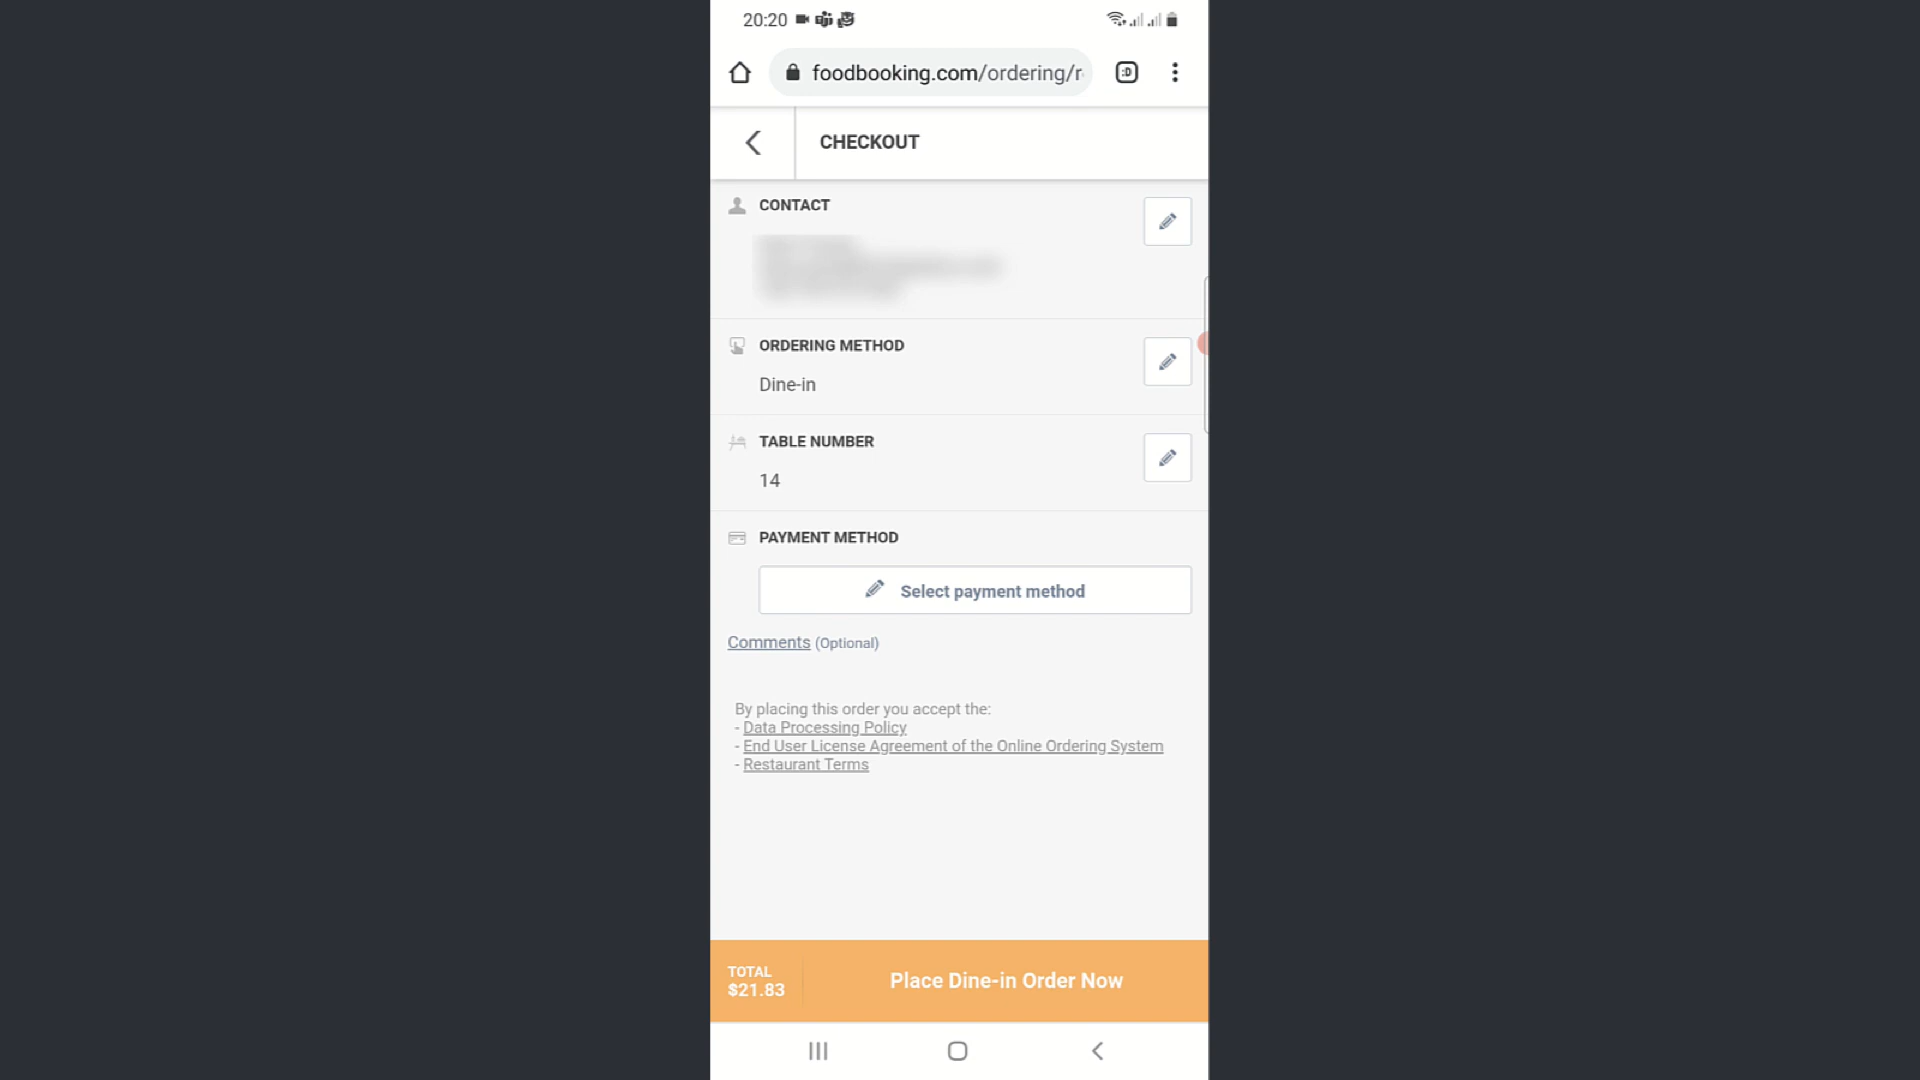 20:20
foodbooking.com/ordering/r
CHECKOUT
CONTACT
ORDERING METHOD
Dine-in
TABLE NUMBER
14
PAYMENT METHOD
Select payment method
Comments (Optional)
By placing this order you accept the:
- Data Processing Policy
- End User License Agreement of the Online Ordering System
- Restaurant Terms
TOTAL
$21.83
Place Dine-in Order Now